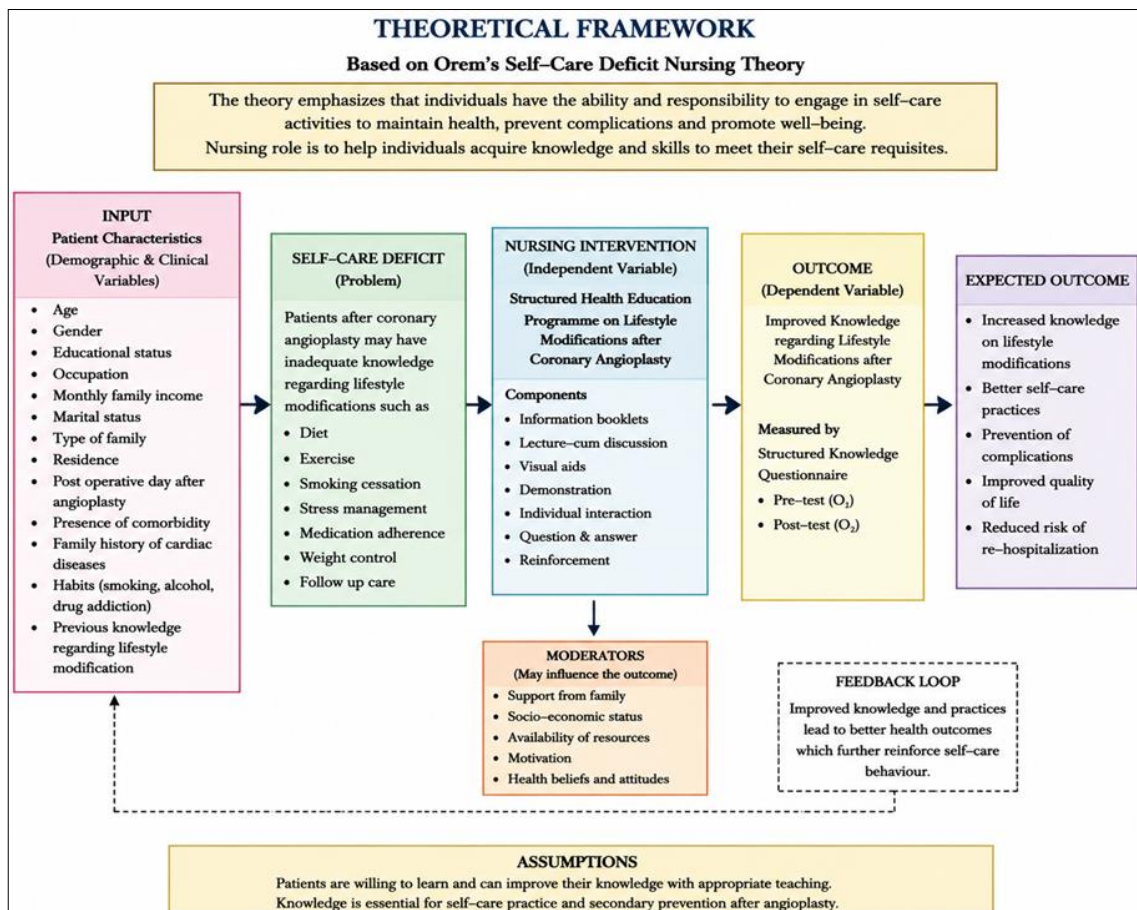 THEORETICAL FRAMEWORK
Based on Orem's Self–Care Deficit Nursing Theory
The theory emphasizes that individuals have the ability and responsibility to engage in self–care
activities to maintain health, prevent complications and promote well–being.
Nursing role is to help individuals acquire knowledge and skills to meet their self–care requisites.
INPUT
Patient Characteristics
(Demographic & Clinical
Variables)
• Age
• Gender
• Educational status
• Occupation
• Monthly family income
• Marital status
• Type of family
• Residence
• Post operative day after
angioplasty
• Presence of comorbidity
• Family history of cardiac
diseases
• Habits (smoking, alcohol,
drug addiction)
• Previous knowledge
regarding lifestyle
modification
SELF–CARE DEFICIT
(Problem)
Patients after coronary
angioplasty may have
inadequate knowledge
regarding lifestyle
modifications such as
• Diet
• Exercise
• Smoking cessation
• Stress management
• Medication adherence
• Weight control
• Follow up care
NURSING INTERVENTION
(Independent Variable)
Structured Health Education
Programme on Lifestyle
Modifications after
Coronary Angioplasty
Components
• Information booklets
• Lecture–cum discussion
• Visual aids
• Demonstration
• Individual interaction
• Question & answer
• Reinforcement
OUTCOME
(Dependent Variable)
Improved Knowledge
regarding Lifestyle
Modifications after
Coronary Angioplasty
Measured by
Structured Knowledge
Questionnaire
• Pre–test (O₁)
• Post–test (O₂)
EXPECTED OUTCOME
• Increased knowledge
on lifestyle
modifications
• Better self–care
practices
• Prevention of
complications
• Improved quality
of life
• Reduced risk of
re–hospitalization
MODERATORS
(May influence the outcome)
• Support from family
• Socio–economic status
• Availability of resources
• Motivation
• Health beliefs and attitudes
FEEDBACK LOOP
Improved knowledge and practices
lead to better health outcomes
which further reinforce self–care
behaviour.
ASSUMPTIONS
Patients are willing to learn and can improve their knowledge with appropriate teaching.
Knowledge is essential for self–care practice and secondary prevention after angioplasty.